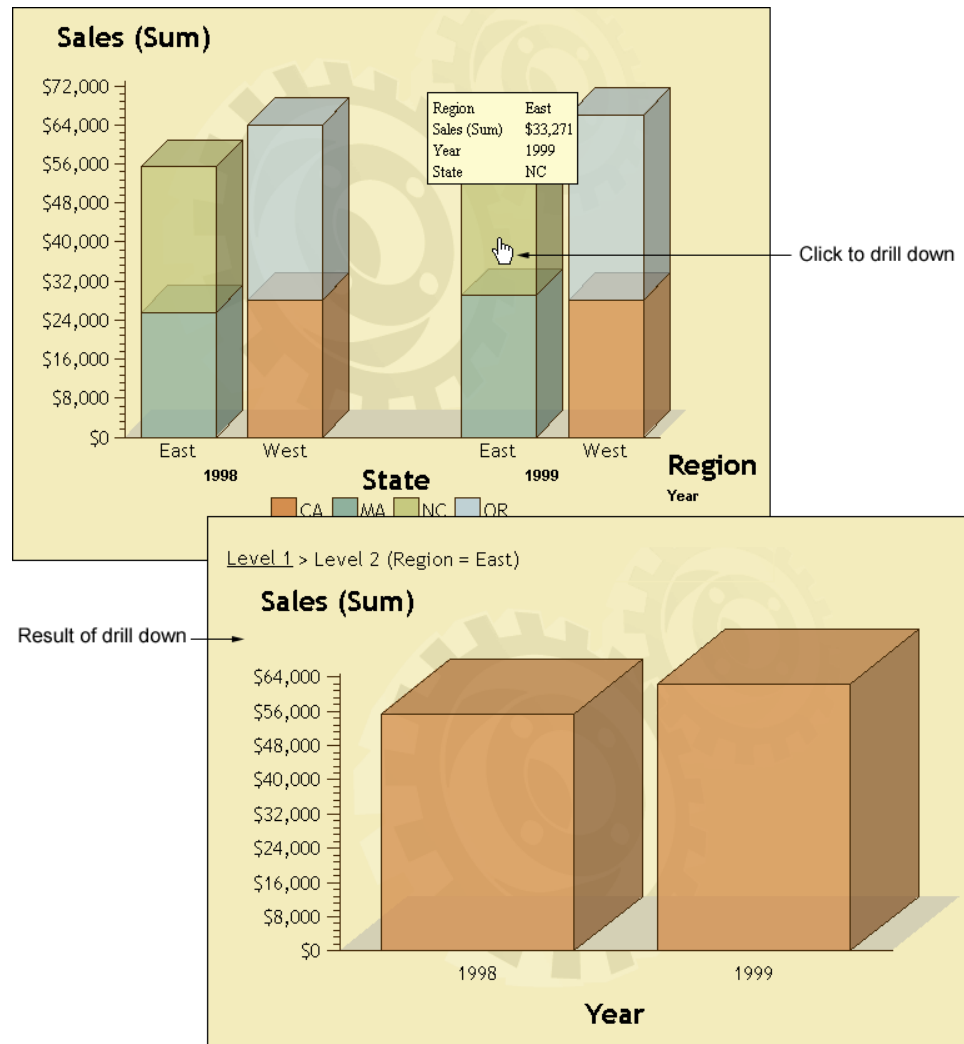 Sales (Sum)
$72,000
$64,000
$56,000
$48,000
$40,000
$32,000
$24,000
$16,000
$8,000
$0
Region East
Sales (Sum) $33,271
Year 1999
State NC
Click to drill down
East West East West
1998 State 1999 Region
Year
CA MA NC OR
Level 1 > Level 2 (Region = East)
Sales (Sum)
Result of drill down
$64,000
$56,000
$48,000
$40,000
$32,000
$24,000
$16,000
$8,000
$0
1998 1999
Year